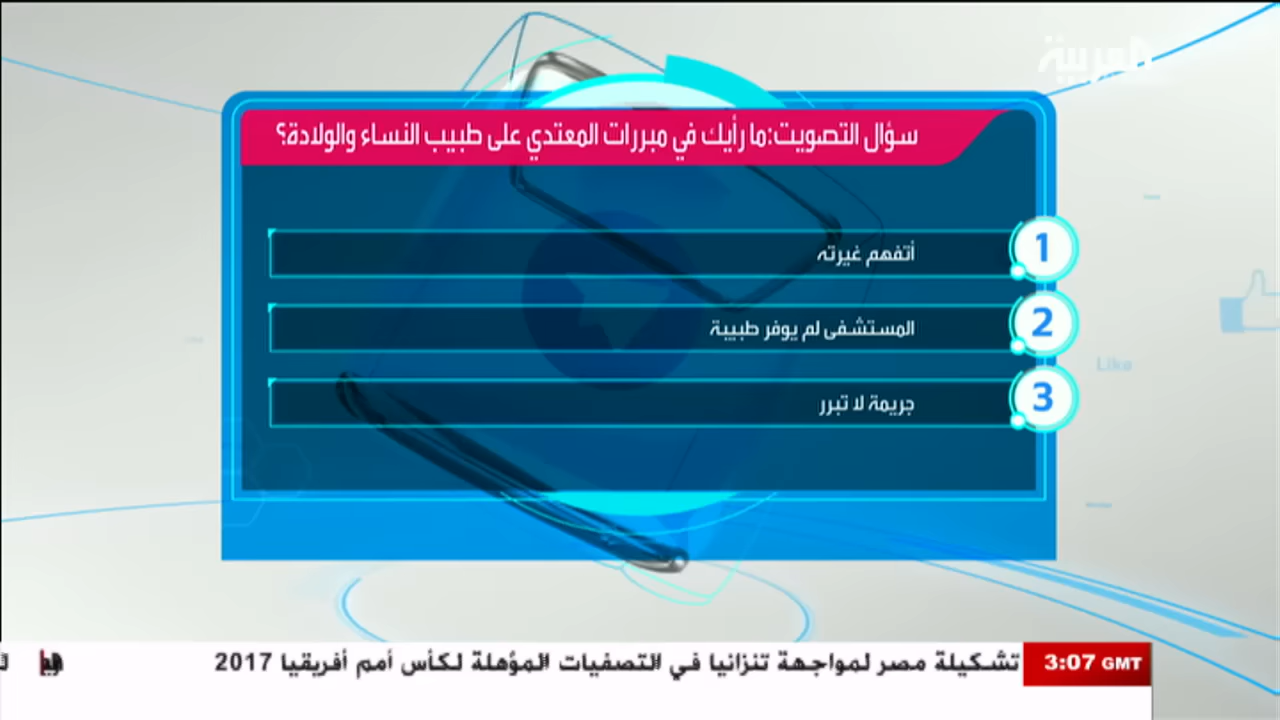 العربية
سؤال التصويت:ما رأيك في مبررات المعتدي على طبيب النساء والولادة؟
1 أتفهم غيرته
2 المستشفى لم يوفر طبيبة
3 جريمة لا تبرر
Like
3:07 GMT تشكيلة مصر لمواجهة تنزانيا في التصفيات المؤهلة لكأس أمم أفريقيا 2017